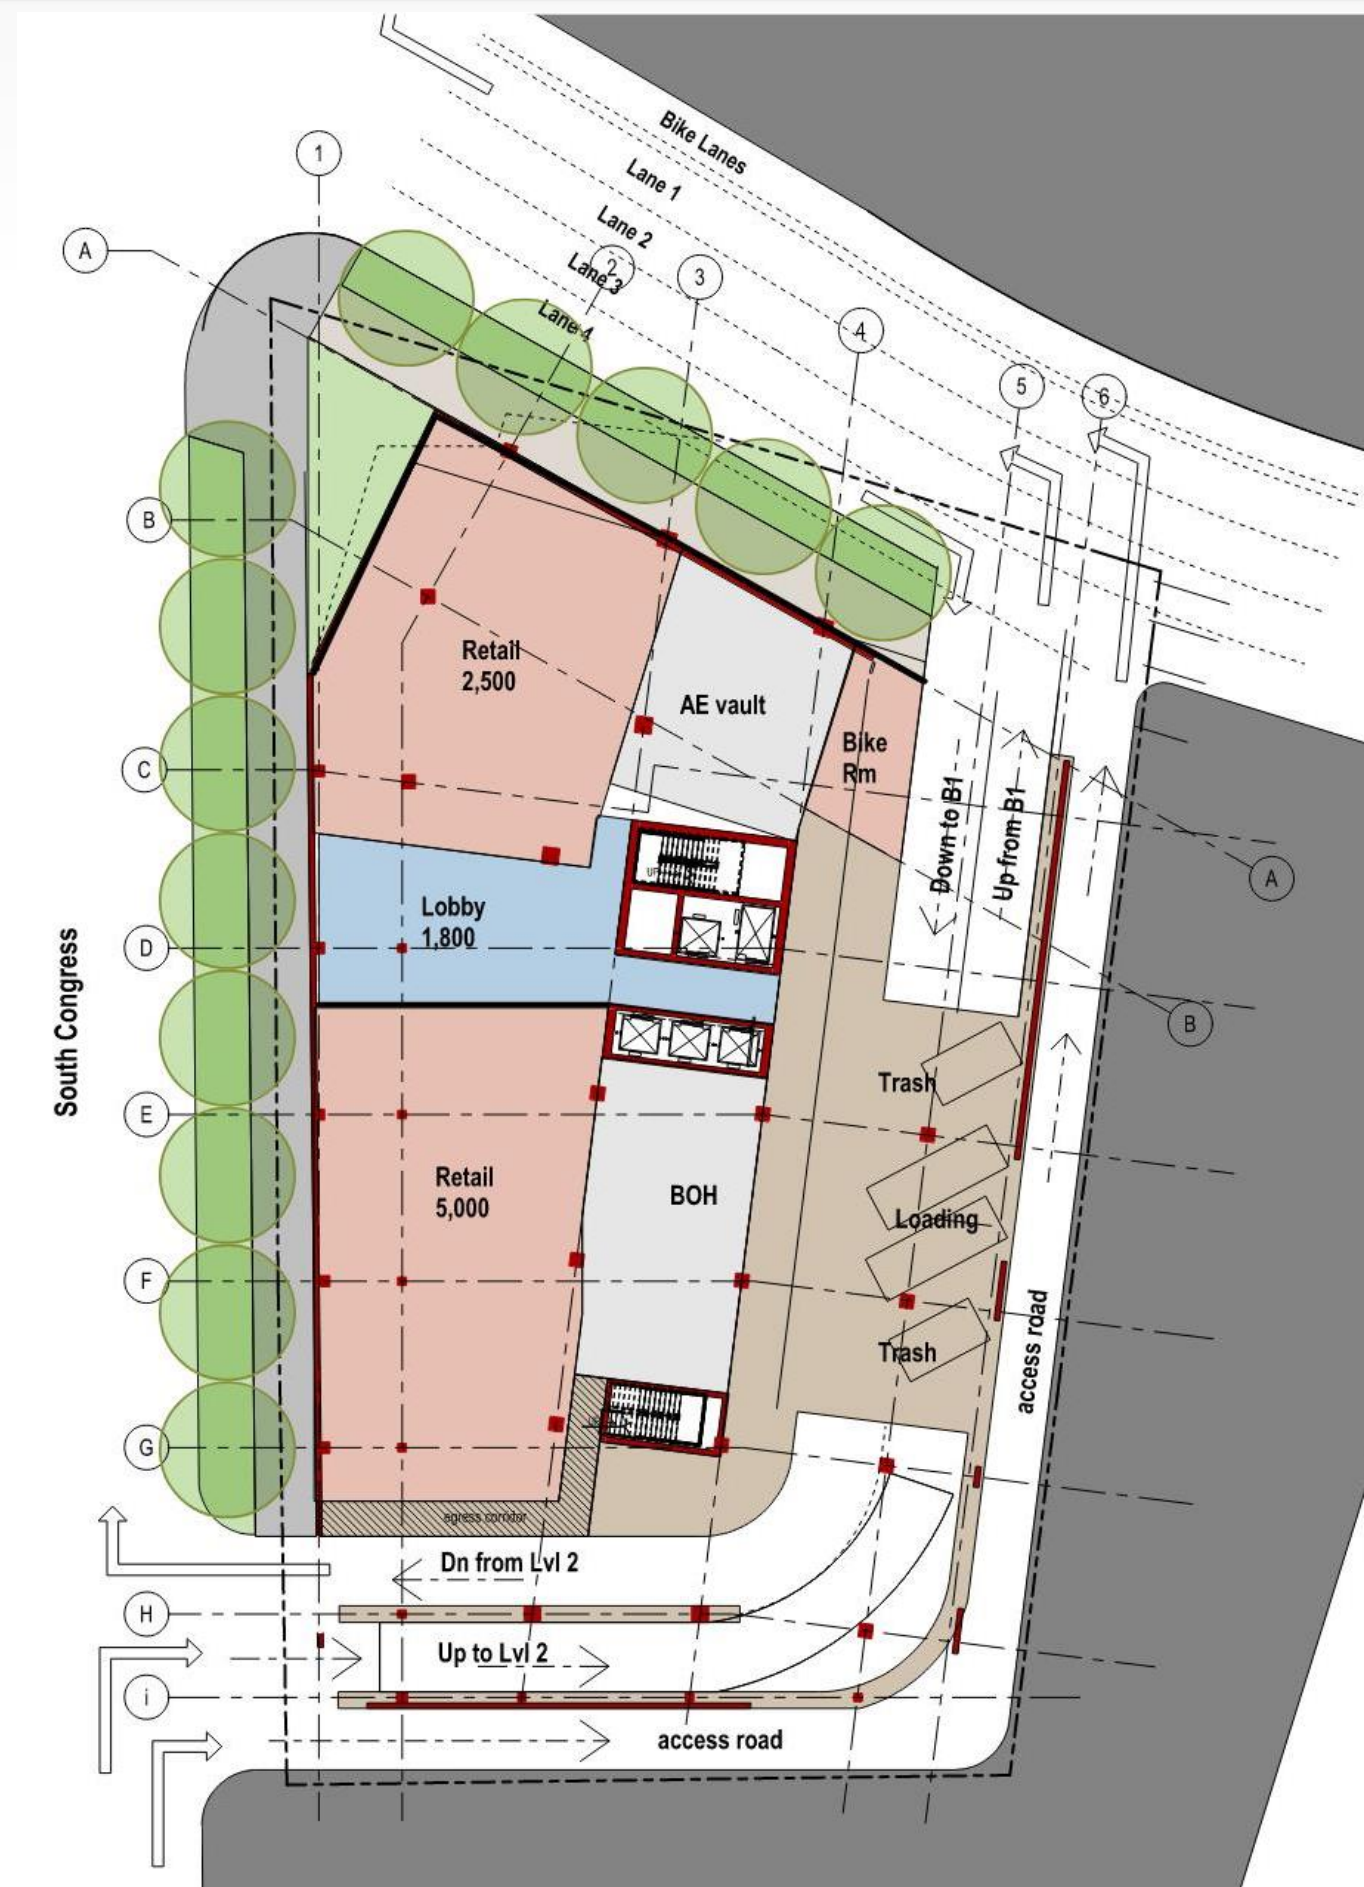 Bike Lanes
1
Lane 1
Lane 2
A
2
3
Lane 3
Lane 4
4
5
6
B
Retail
2,500
AE vault
Bike
Rm
C
Down to B1
Up from B1
A
UP
Lobby
1,800
South Congress
D
B
Trash
E
Retail
5,000
BOH
Loading
F
access road
Trash
G
egress corridor
Dn from Lvl 2
H
Up to Lvl 2
i
access road